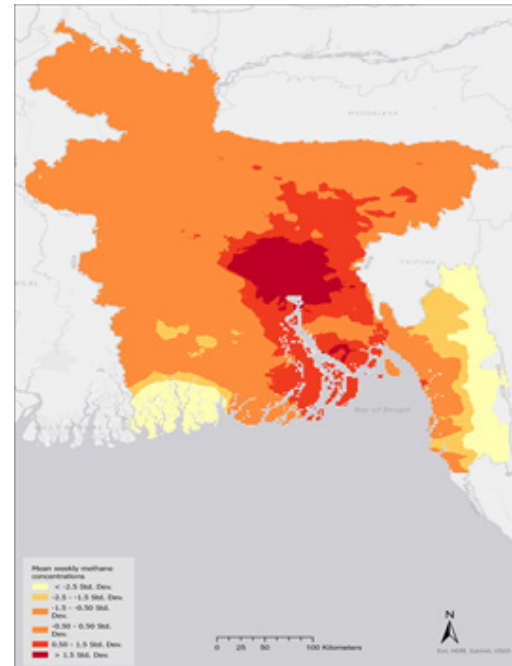 MEGHALAYA
TRIPURA
Bay of Bengal
Mean weekly methane
concentrations
< -2.5 Std. Dev.
-2.5 - -1.5 Std. Dev.
-1.5 - -0.50 Std.
Dev.
-0.50 - 0.50 Std.
Dev.
0.50 - 1.5 Std. Dev.
> 1.5 Std. Dev.
0 25 50 100 Kilometers
N
Esri, HERE, Garmin, USGS